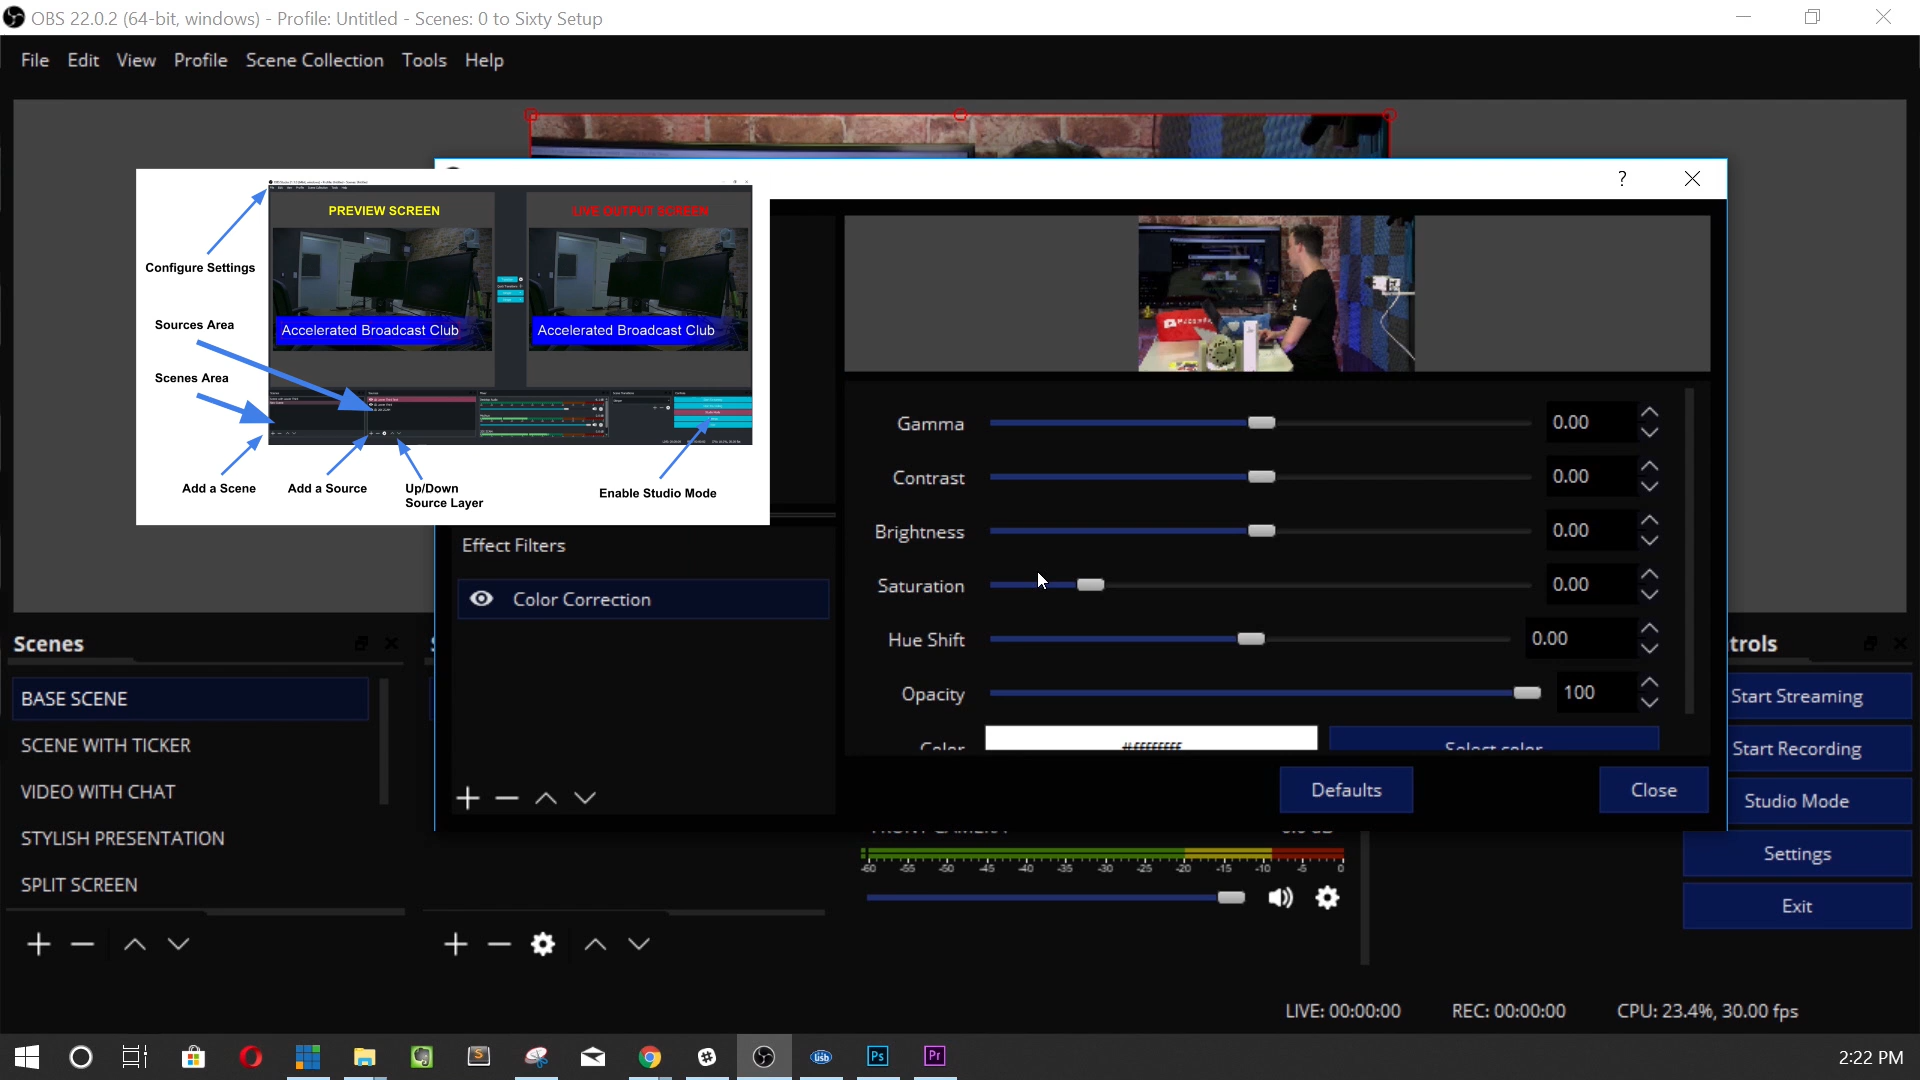 OBS 22.0.2 (64-bit, windows) - Profile: Untitled - Scenes: 0 to Sixty Setup
File Edit View Profile Scene Collection Tools Help
?
PREVIEW SCREEN
LIVE OUTPUT SCREEN
Configure Settings
Sources Area
Scenes Area
Accelerated Broadcast Club
Accelerated Broadcast Club
Add a Scene
Add a Source
Up/Down
Source Layer
Enable Studio Mode
Gamma 0.00
Contrast 0.00
Brightness 0.00
Saturation 0.00
Hue Shift 0.00
Opacity 100
Color #ffffffff Select color
Effect Filters
Color Correction
Defaults Close
Scenes
BASE SCENE
SCENE WITH TICKER
VIDEO WITH CHAT
STYLISH PRESENTATION
SPLIT SCREEN
trols
Start Streaming
Start Recording
Studio Mode
Settings
Exit
-60 -55 -50 -45 -40 -35 -30 -25 -20 -15 -10 -5 0
LIVE: 00:00:00 REC: 00:00:00 CPU: 23.4%, 30.00 fps
S
Ps
Pr
2:22 PM